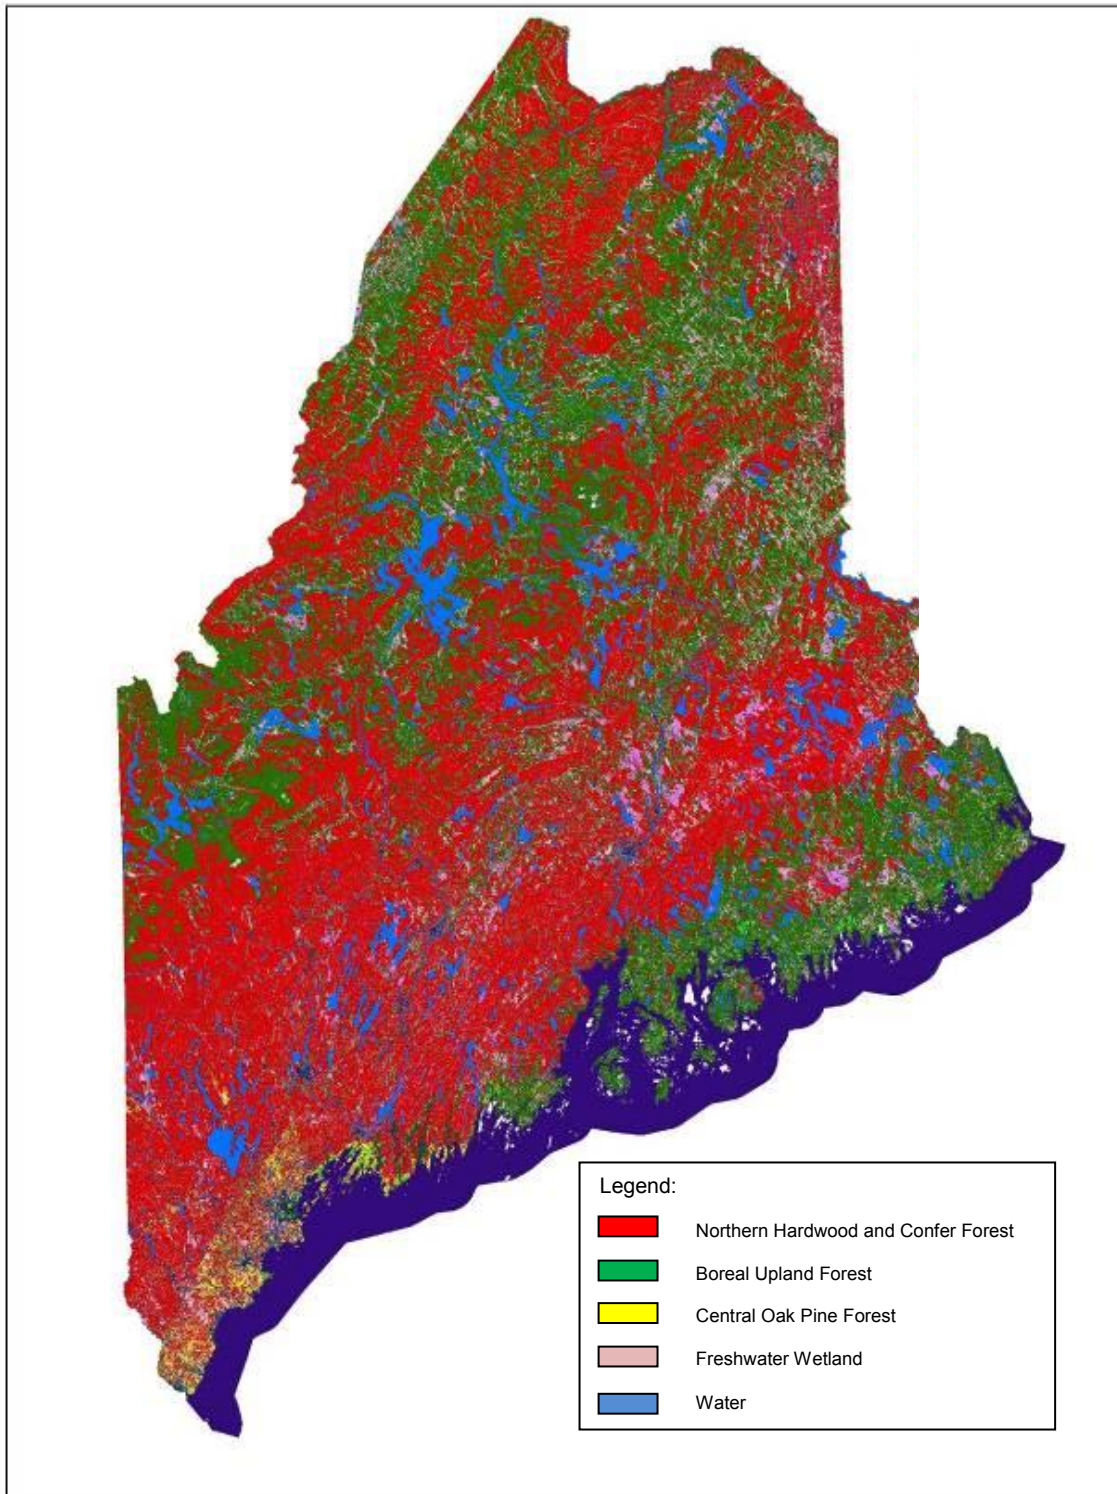 Legend:
Northern Hardwood and Confer Forest
Boreal Upland Forest
Central Oak Pine Forest
Freshwater Wetland
Water